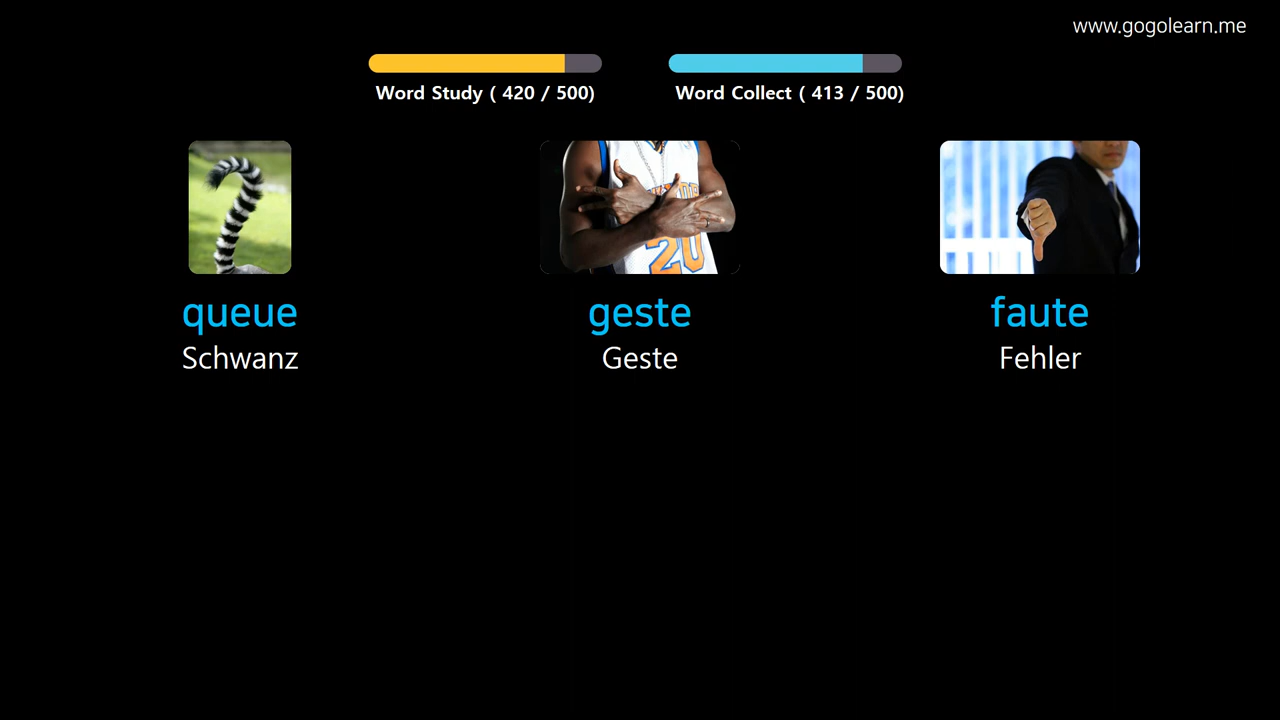 www.gogolearn.me
Word Study ( 420 / 500)
Word Collect ( 413 / 500)
20
queue
geste
faute
Schwanz
Geste
Fehler